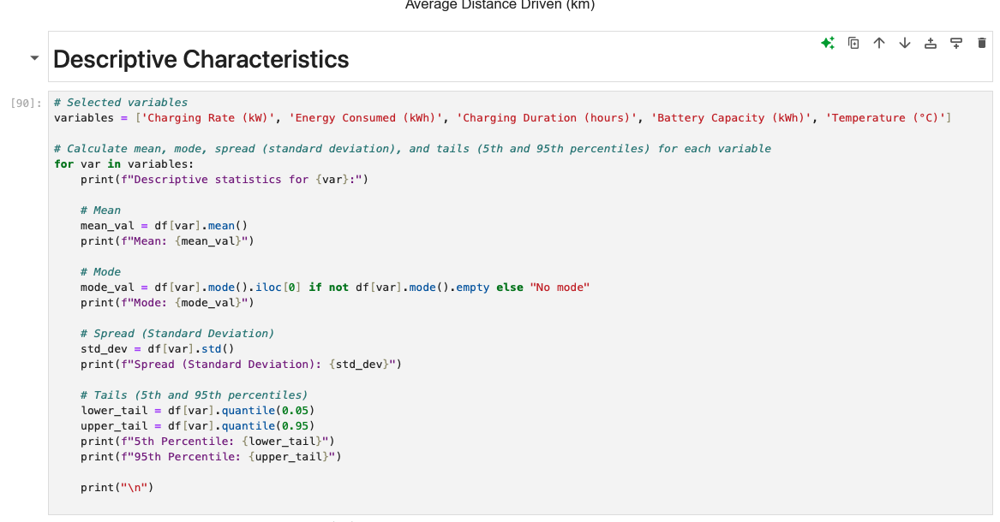 Average Distance Driven (km)
Descriptive Characteristics
[90]:
# Selected variables
variables = ['Charging Rate (kW)', 'Energy Consumed (kWh)', 'Charging Duration (hours)', 'Battery Capacity (kWh)', 'Temperature (°C)']
# Calculate mean, mode, spread (standard deviation), and tails (5th and 95th percentiles) for each variable
for var in variables:
    print(f"Descriptive statistics for {var}:")
    # Mean
    mean_val = df[var].mean()
    print(f"Mean: {mean_val}")
    # Mode
    mode_val = df[var].mode().iloc[0] if not df[var].mode().empty else "No mode"
    print(f"Mode: {mode_val}")
    # Spread (Standard Deviation)
    std_dev = df[var].std()
    print(f"Spread (Standard Deviation): {std_dev}")
    # Tails (5th and 95th percentiles)
    lower_tail = df[var].quantile(0.05)
    upper_tail = df[var].quantile(0.95)
    print(f"5th Percentile: {lower_tail}")
    print(f"95th Percentile: {upper_tail}")
    print("\n")